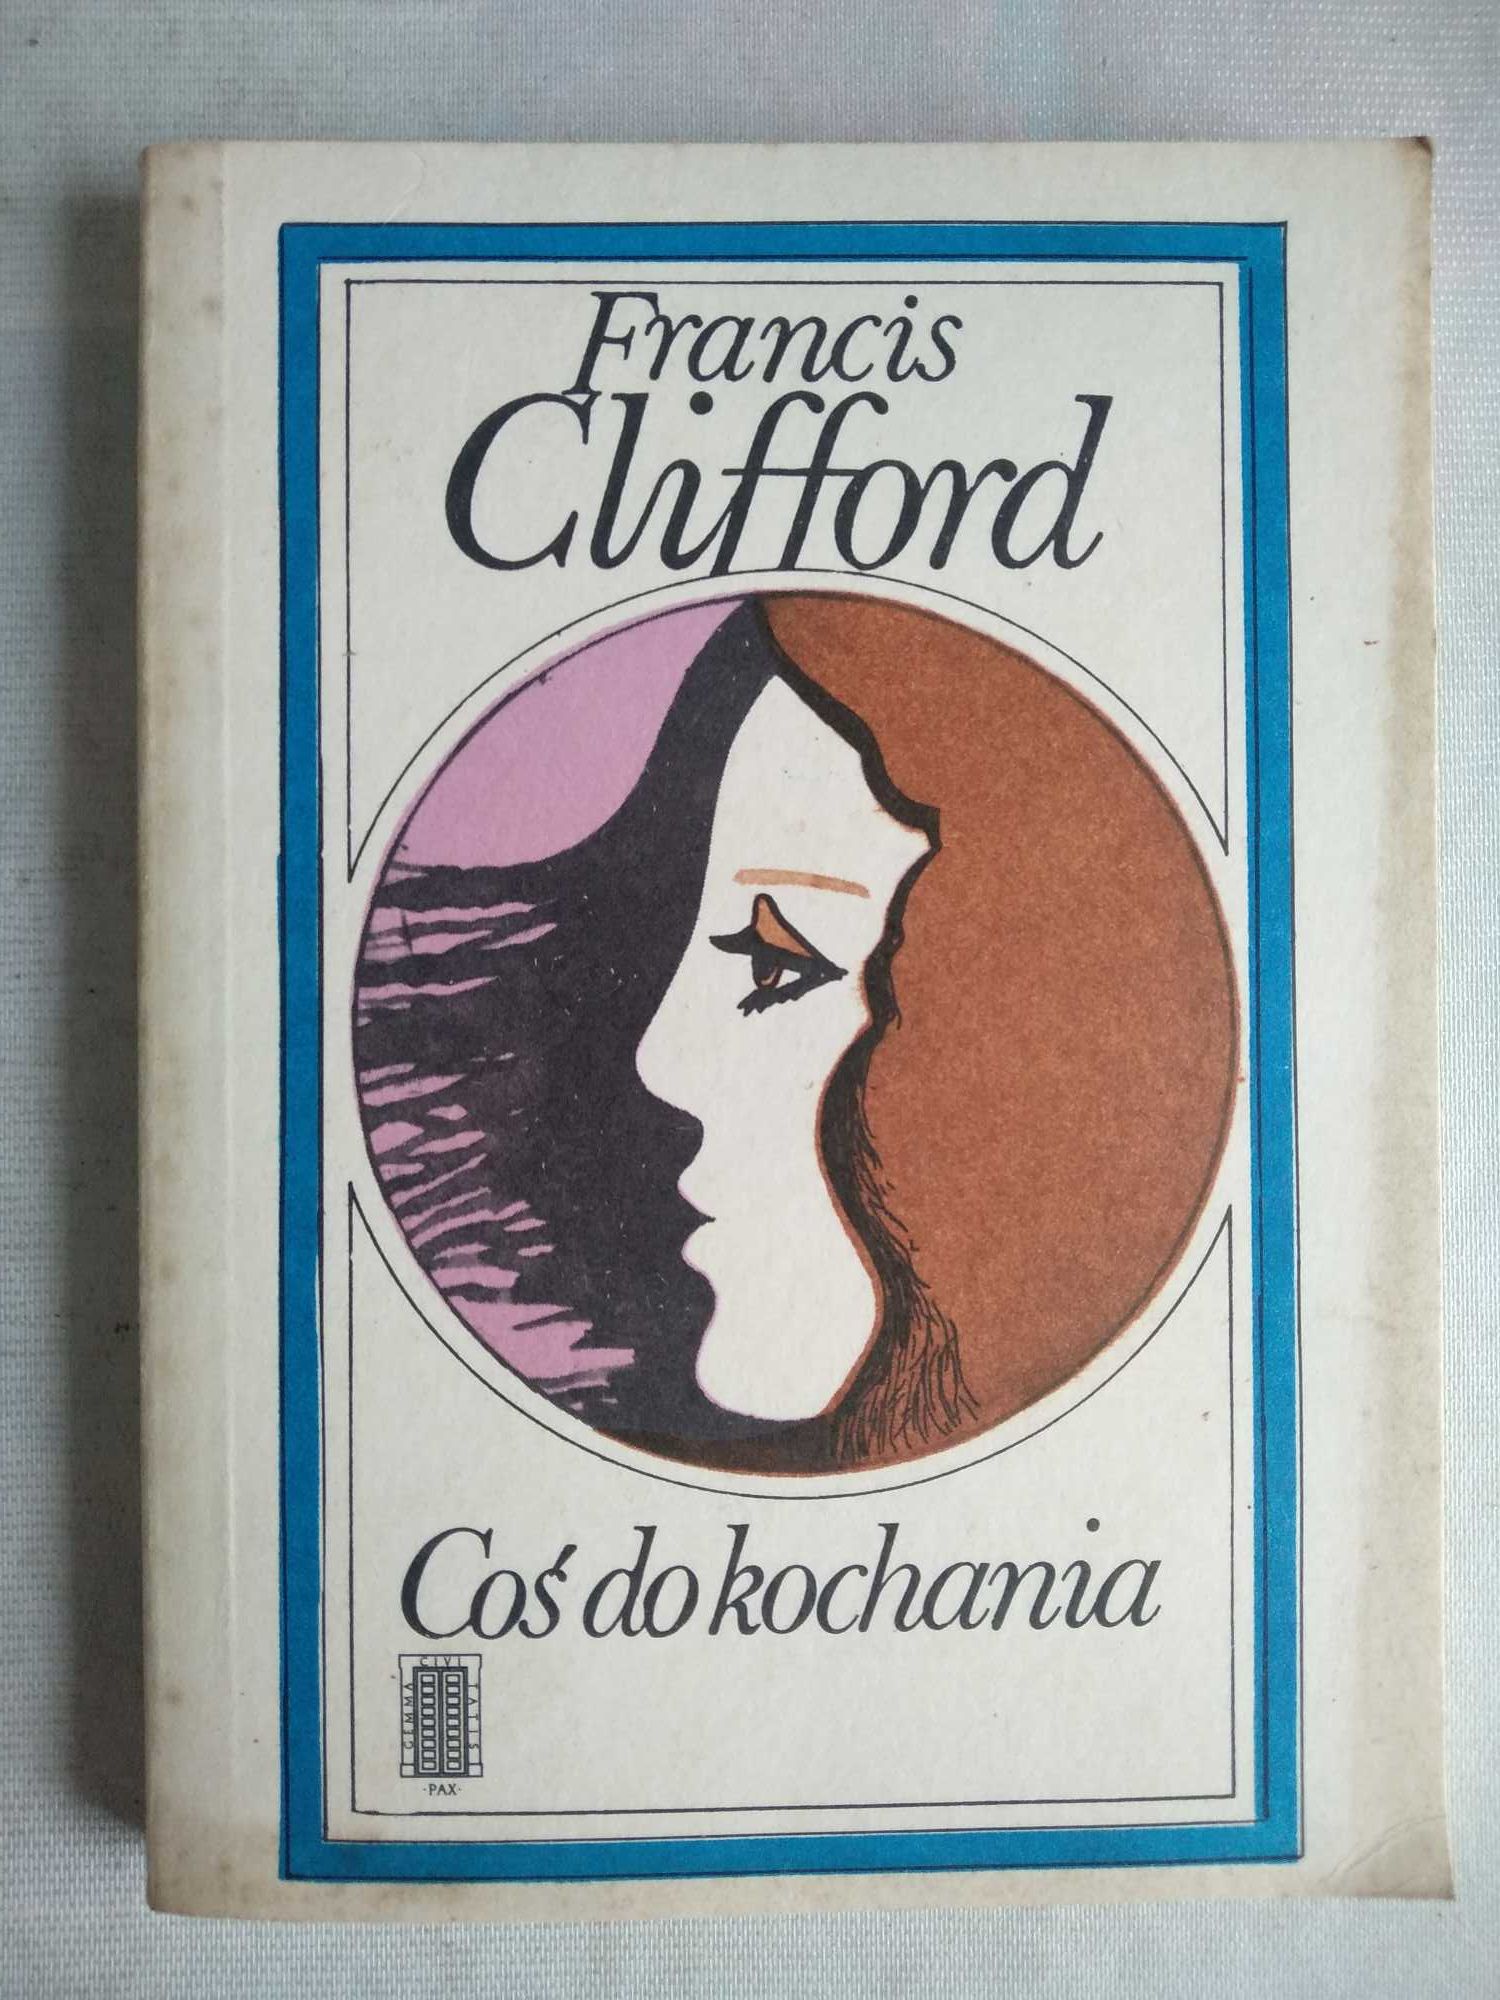 Francis
Clifford
Coś do kochania
GEMMA CIVITATIS
·PAX·